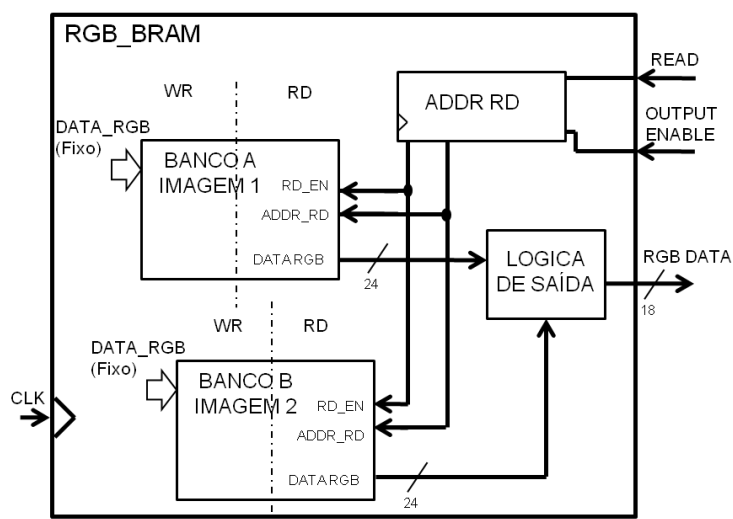 RGB_BRAM
WR
RD
ADDR RD
READ
OUTPUT
ENABLE
DATA_RGB
(Fixo)
BANCO A
IMAGEM 1
RD_EN
ADDR_RD
DATARGB
24
LOGICA
DE SAÍDA
RGB DATA
18
WR
RD
DATA_RGB
(Fixo)
BANCO B
IMAGEM 2
RD_EN
ADDR_RD
DATARGB
24
CLK